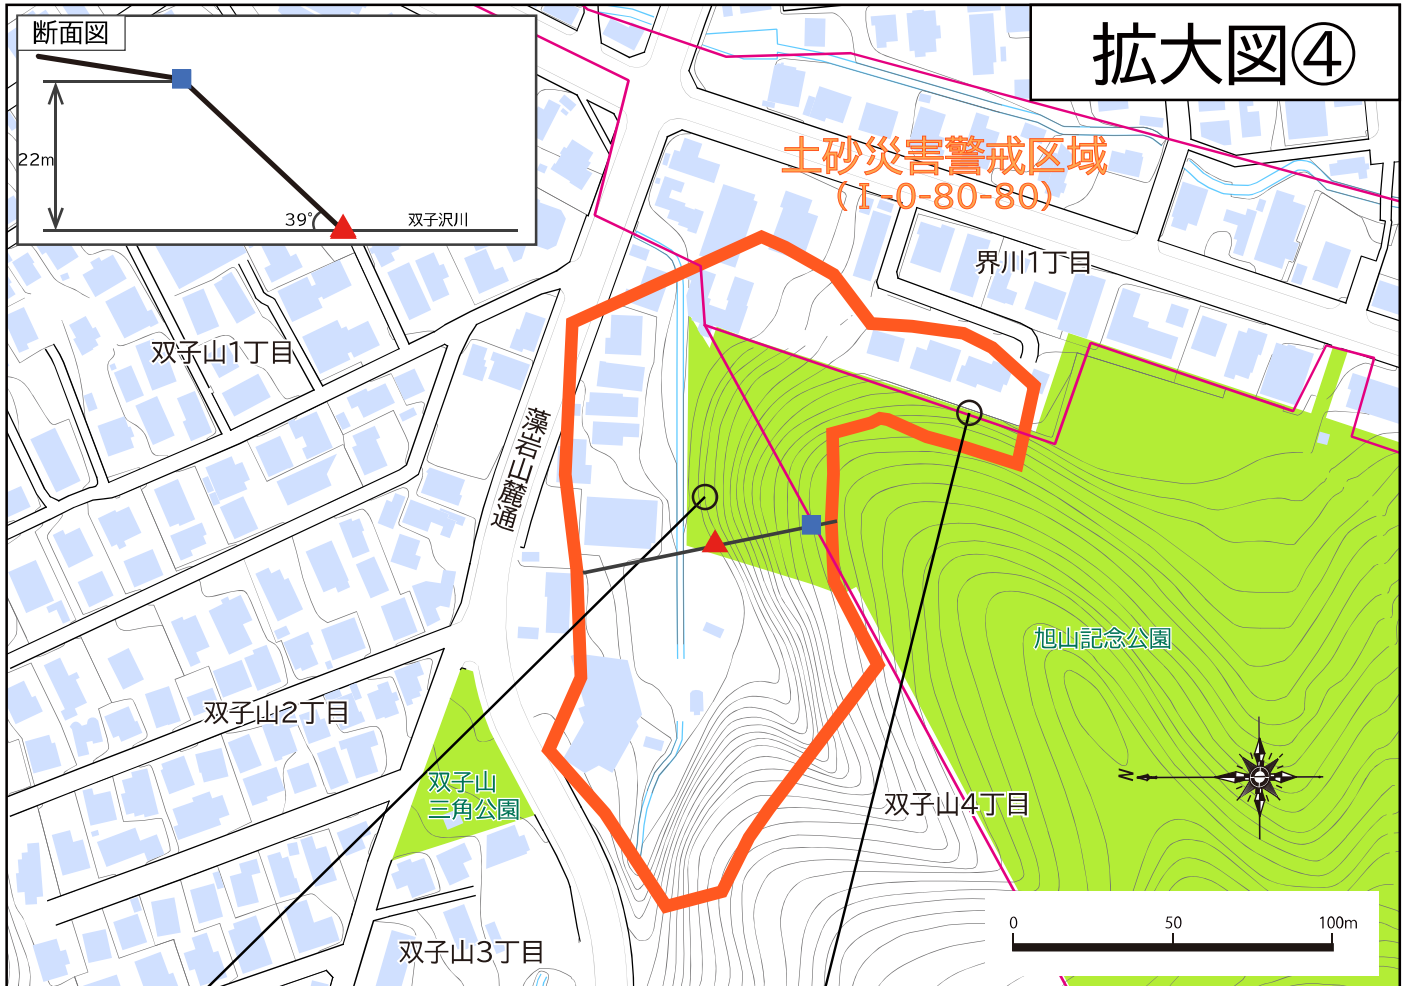 断面図
22m
39°
双子沢川
拡大図④
土砂災害警戒区域
(Ⅰ-0-80-80)
界川1丁目
双子山1丁目
藻岩山麓通
旭山記念公園
双子山2丁目
双子山
三角公園
双子山4丁目
N
双子山3丁目
0 50 100m